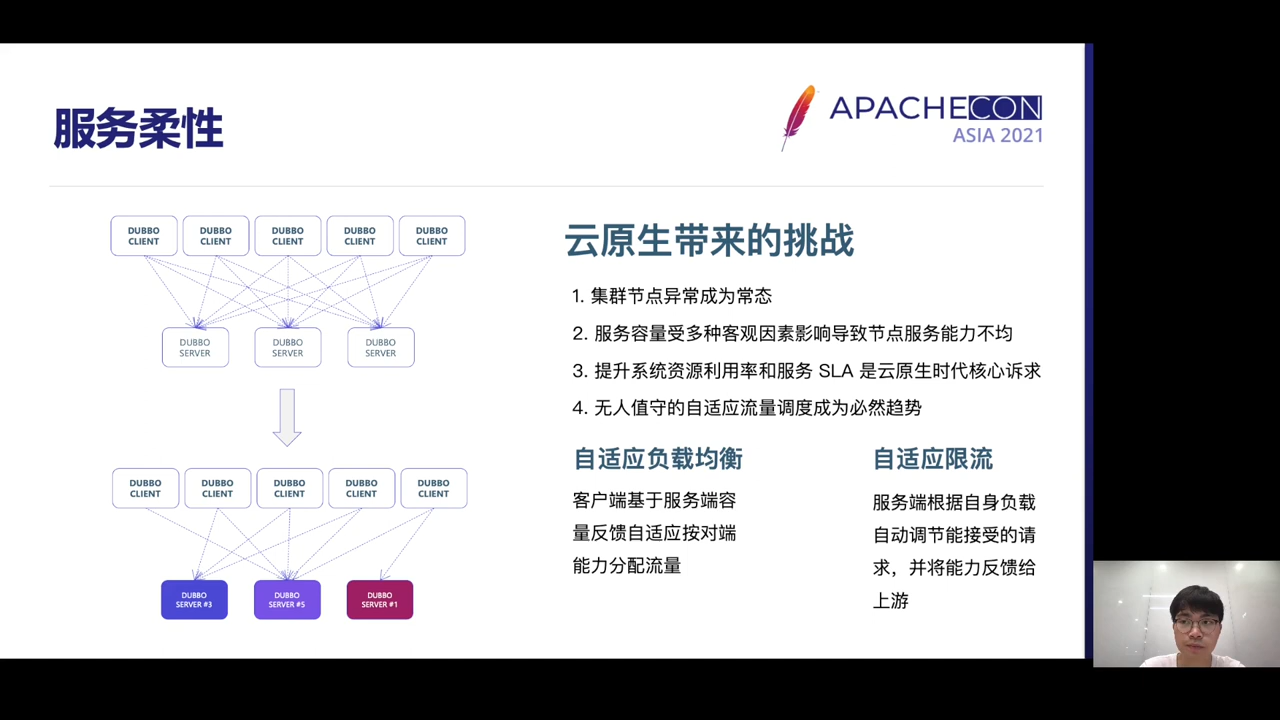 服务柔性
APACHECON
ASIA 2021
DUBBO
CLIENT
DUBBO
CLIENT
DUBBO
CLIENT
DUBBO
CLIENT
DUBBO
CLIENT
DUBBO
SERVER
DUBBO
SERVER
DUBBO
SERVER
DUBBO
CLIENT
DUBBO
CLIENT
DUBBO
CLIENT
DUBBO
CLIENT
DUBBO
CLIENT
DUBBO
SERVER #3
DUBBO
SERVER #5
DUBBO
SERVER #1
云原生带来的挑战
1. 集群节点异常成为常态
2. 服务容量受多种客观因素影响导致节点服务能力不均
3. 提升系统资源利用率和服务 SLA 是云原生时代核心诉求
4. 无人值守的自适应流量调度成为必然趋势
自适应负载均衡
客户端基于服务端容
量反馈自适应按对端
能力分配流量
自适应限流
服务端根据自身负载
自动调节能接受的请
求，并将能力反馈给
上游